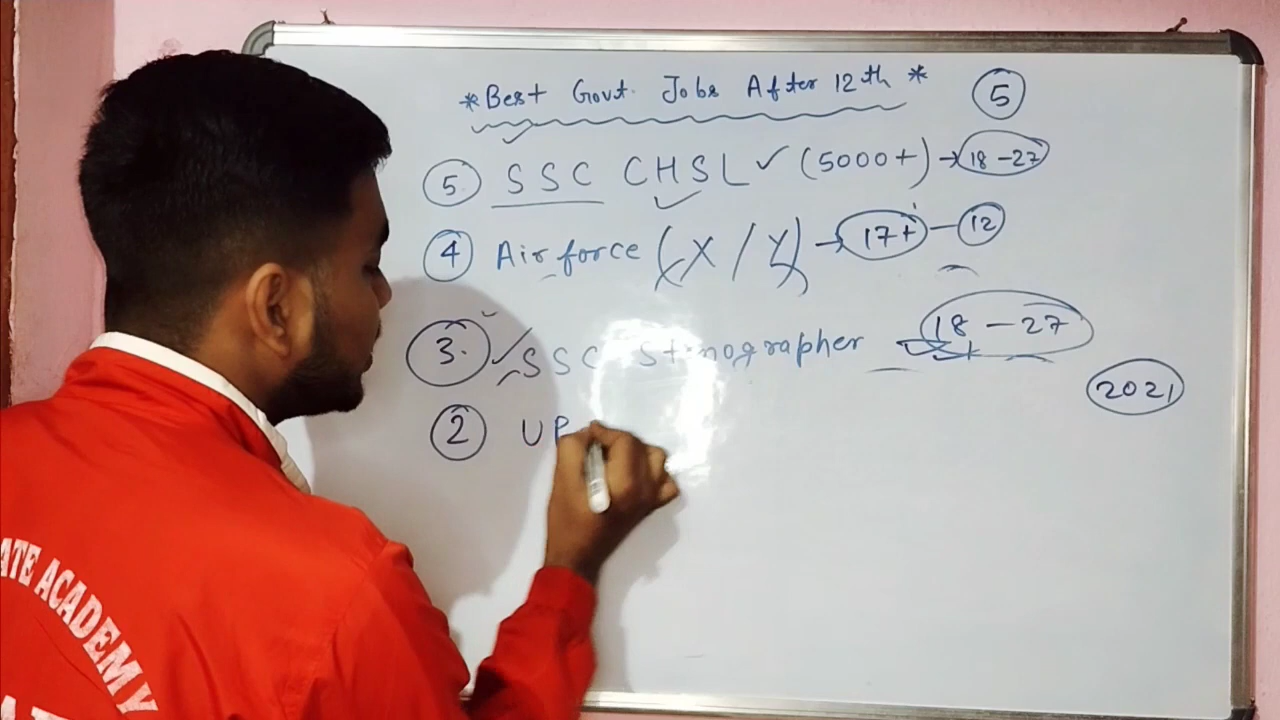 *Best Govt. Jobs After 12th * 5
5. SSC CHSL ✓ (5000+) → 18-27
4 Airforce (X/Y) → 17+ - 12
3. ✓ SSC Stinographer 18-27
2021
2 UP
ATE ACADEMY